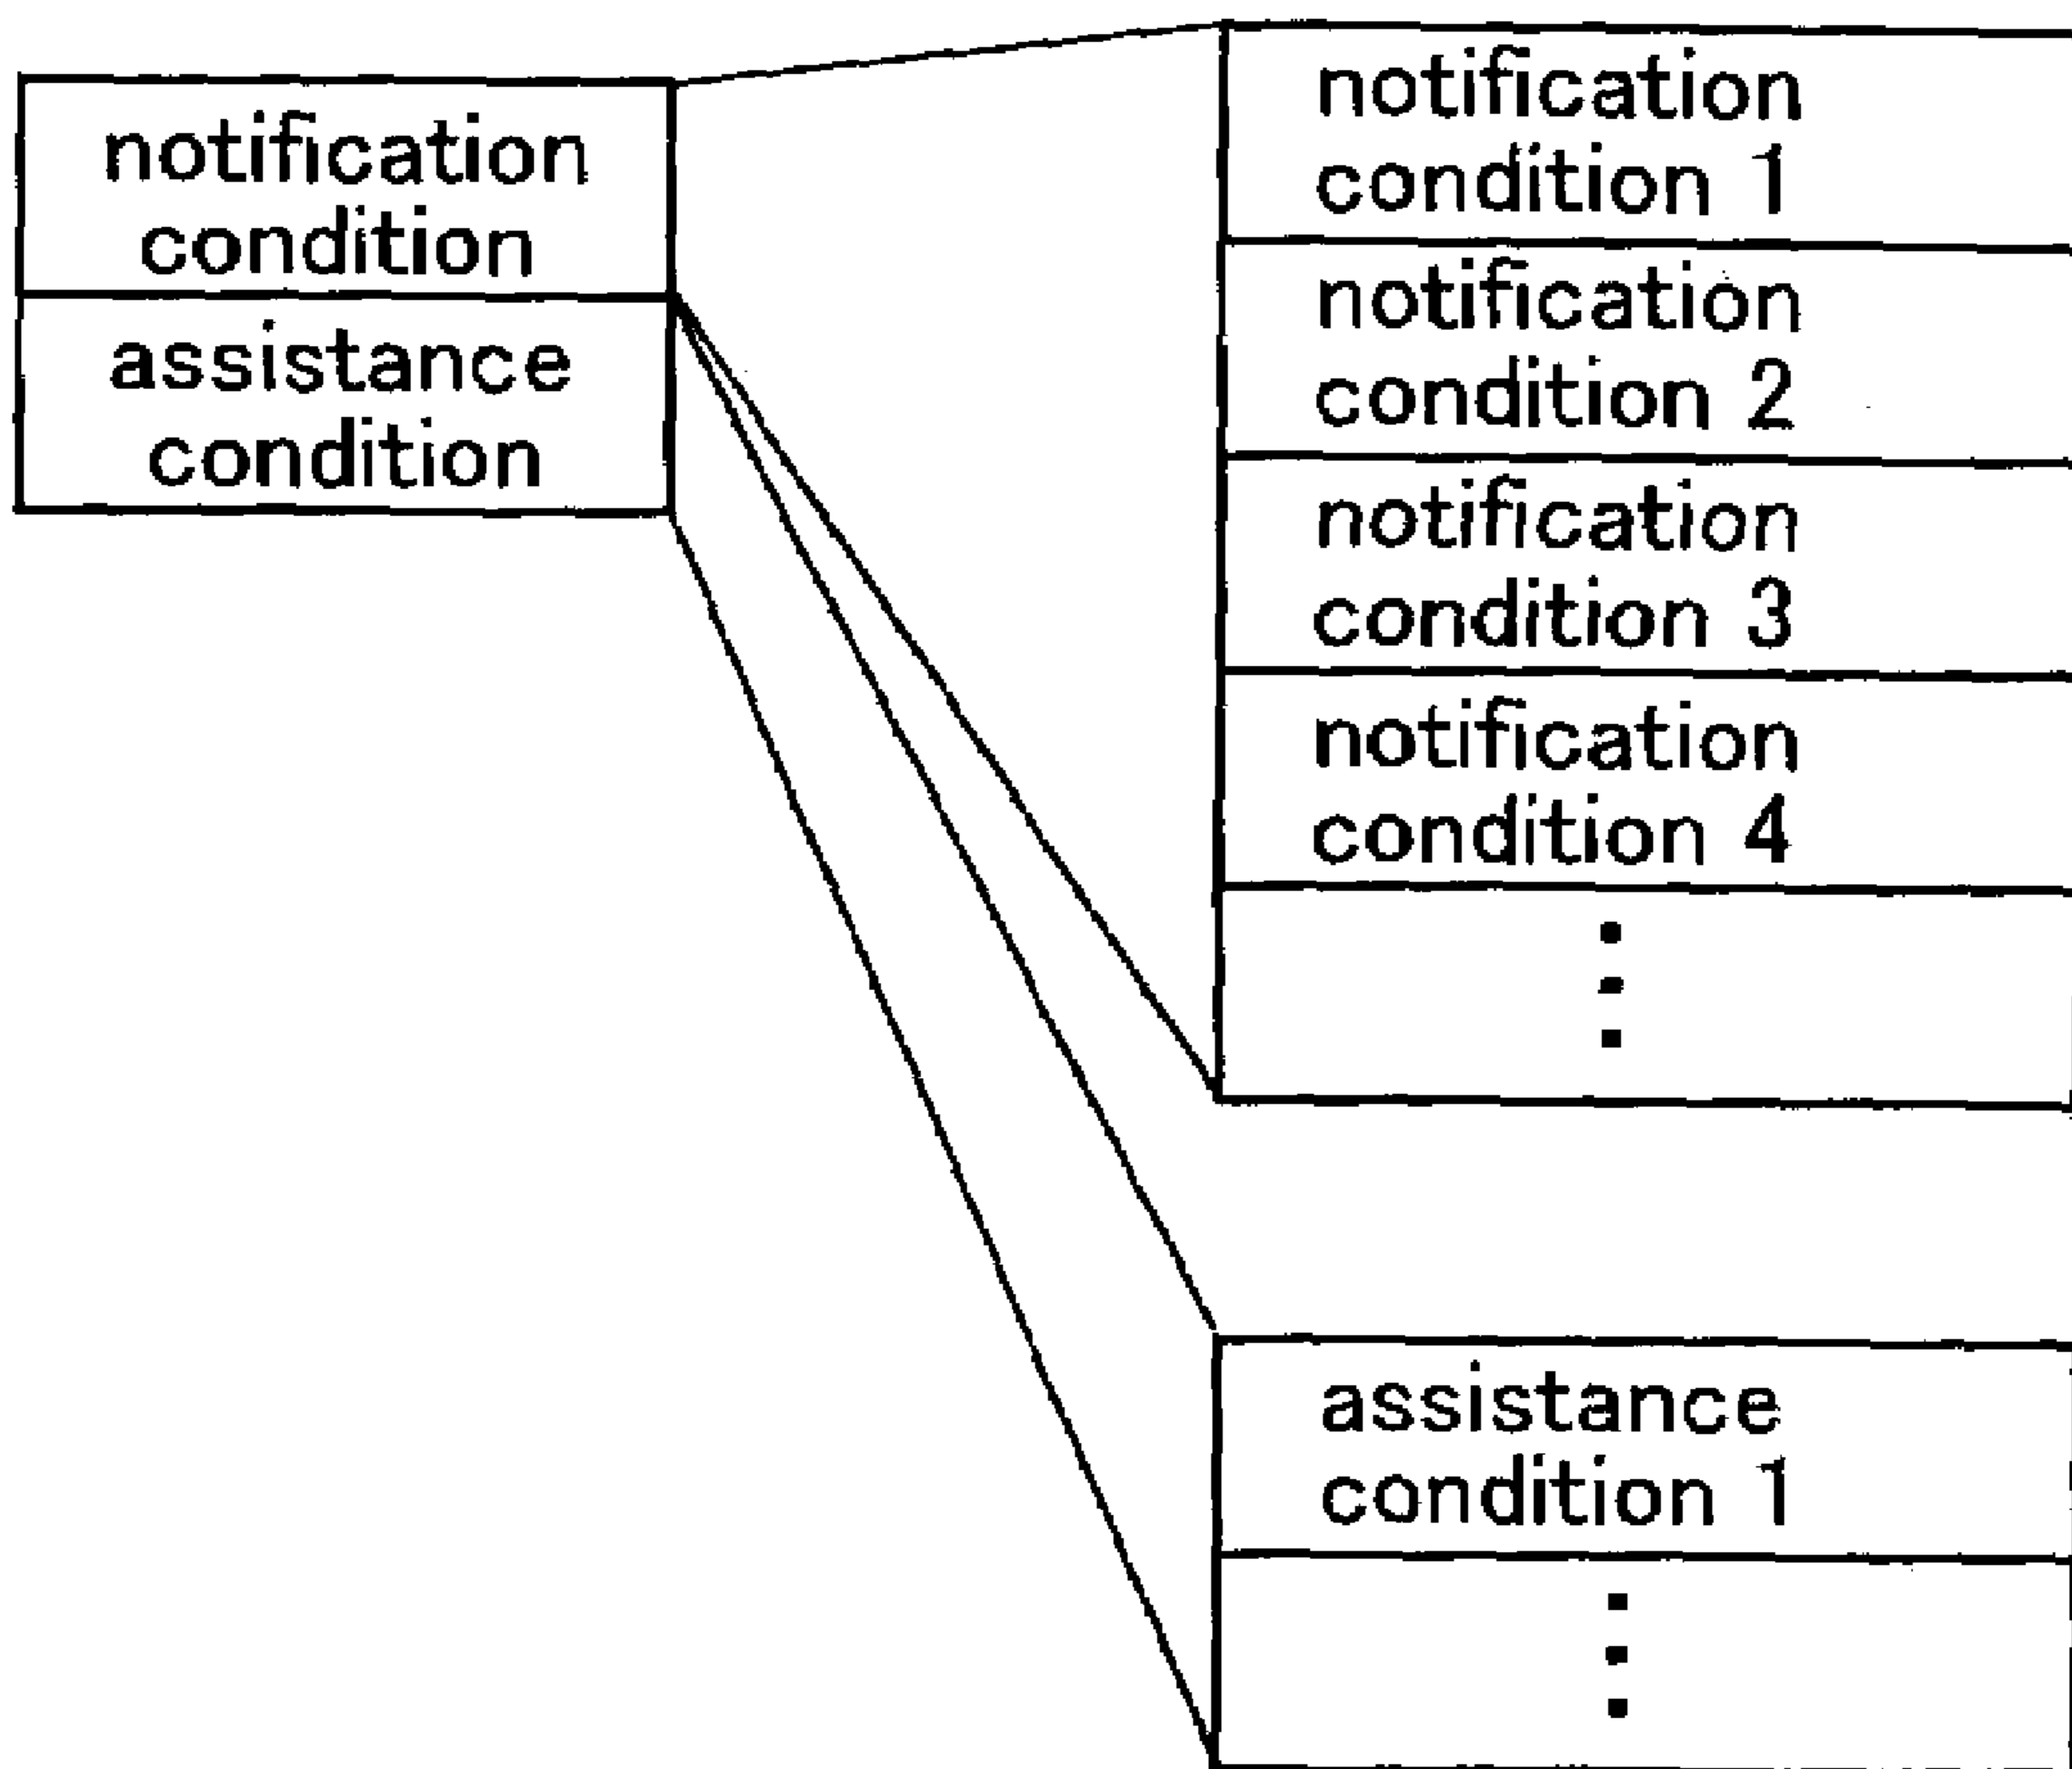 notification
condition
assistance
condition
notification
condition 1
notification
condition 2
notification
condition 3
notification
condition 4
assistance
condition 1